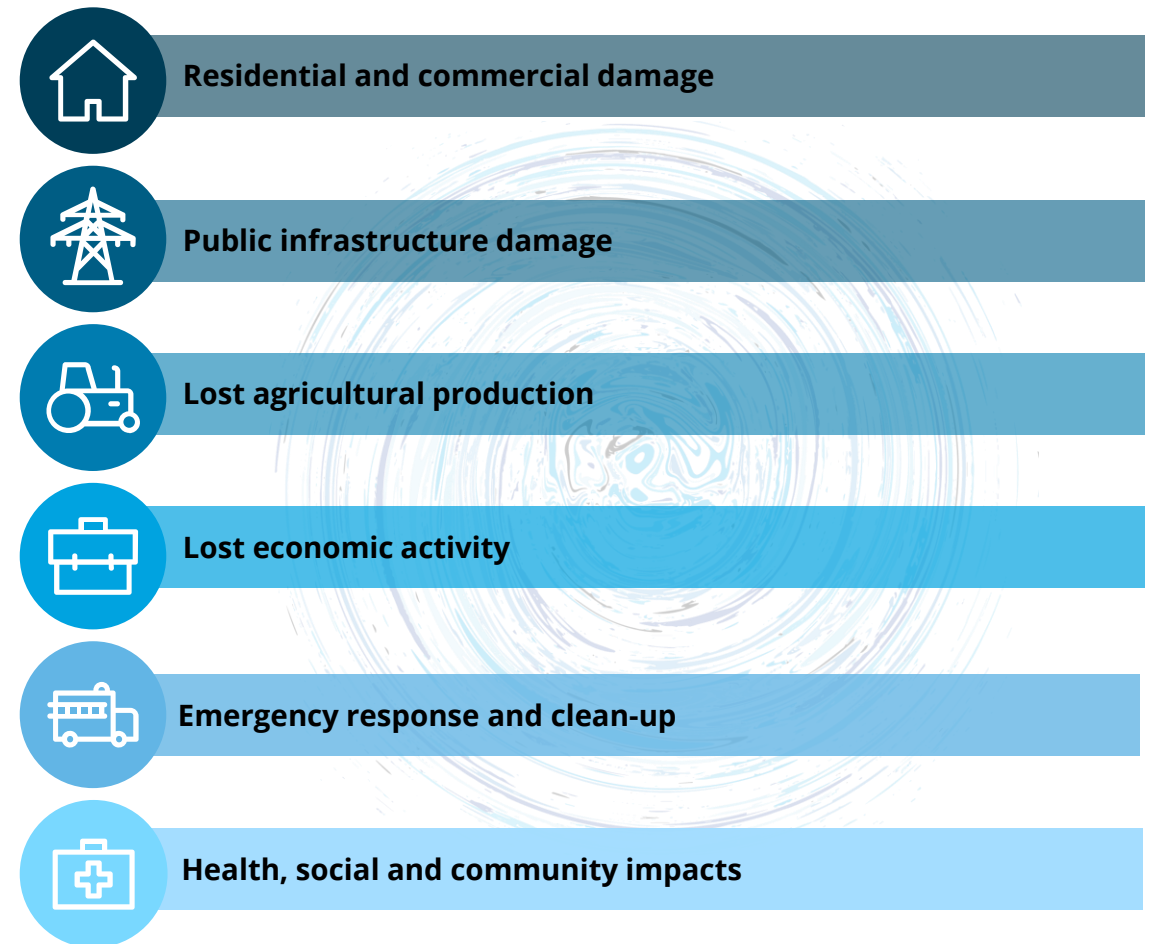 Residential and commercial damage
Public infrastructure damage
Lost agricultural production
Lost economic activity
Emergency response and clean-up
Health, social and community impacts